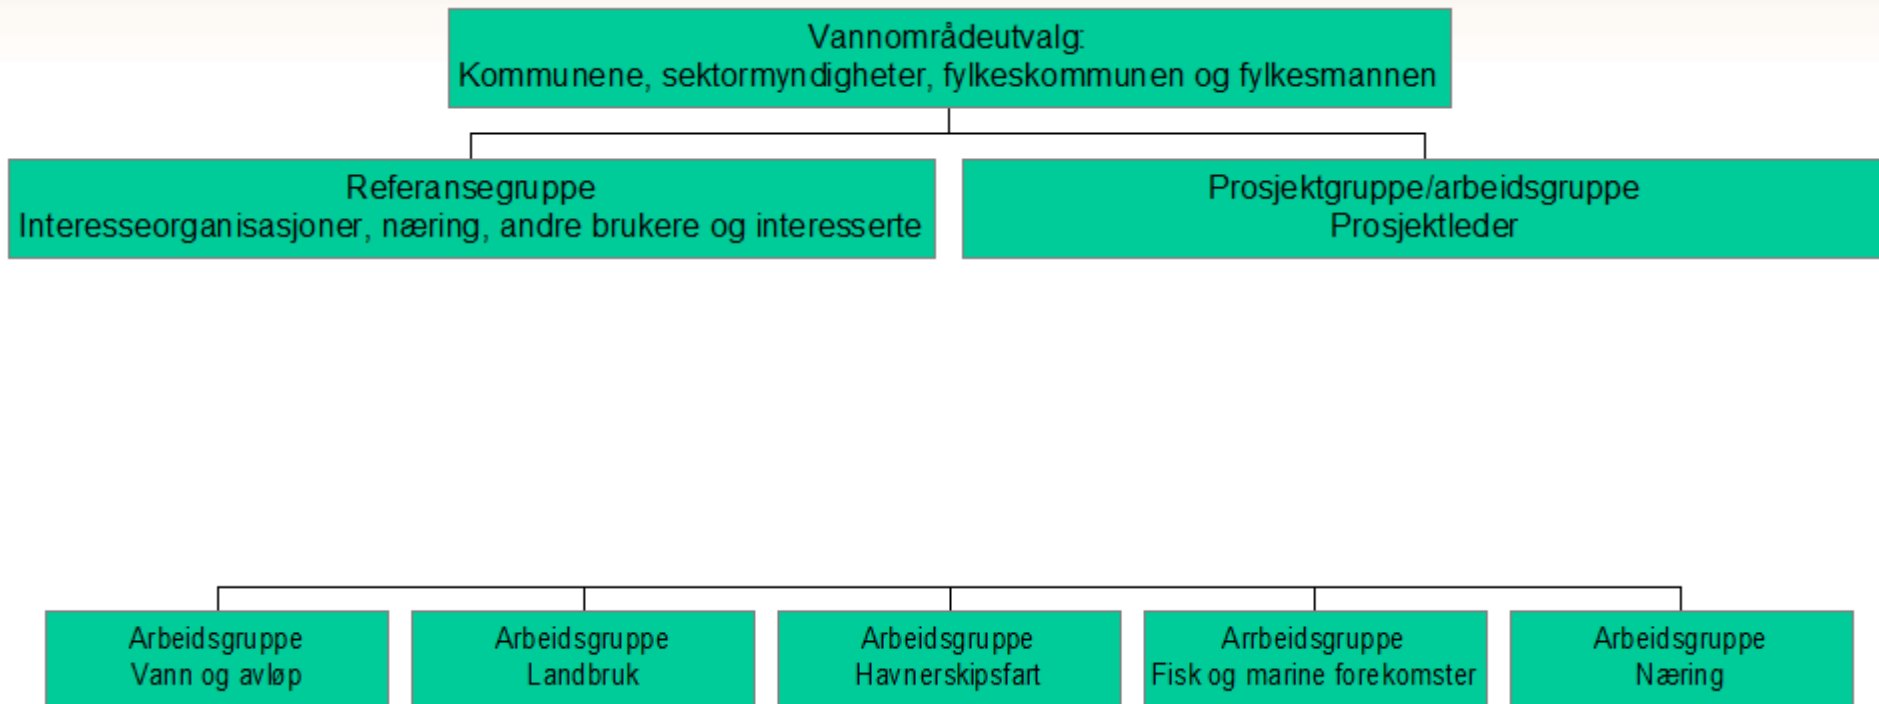 Vannområdeutvalg:
Kommunene, sektormyndigheter, fylkeskommunen og fylkesmannen
Referansegruppe
Interesseorganisasjoner, næring, andre brukere og interesserte
Prosjektgruppe/arbeidsgruppe
Prosjektleder
Arbeidsgruppe
Vann og avløp
Arbeidsgruppe
Landbruk
Arbeidsgruppe
Havnerskipsfart
Arrbeidsgruppe
Fisk og marine forekomster
Arbeidsgruppe
Næring